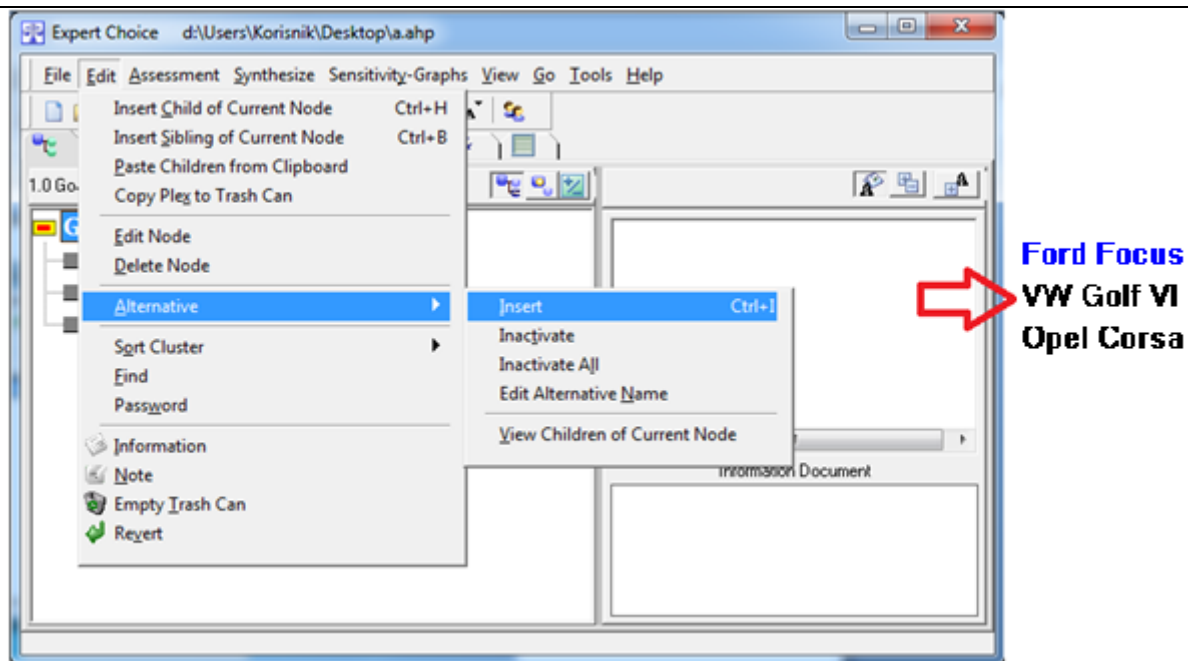 Expert Choice d:\Users\Korisnik\Desktop\a.ahp
File Edit Assessment Synthesize Sensitivity-Graphs View Go Tools Help
Insert Child of Current Node Ctrl+H
Insert Sibling of Current Node Ctrl+B
Paste Children from Clipboard
1.0 Go
Copy Plex to Trash Can
Edit Node
Delete Node
Alternative
Insert Ctrl+I
Inactivate
Inactivate All
Edit Alternative Name
View Children of Current Node
Sort Cluster
Find
Password
Information
Note
Empty Trash Can
Revert
Information Document
Ford Focus
VW Golf VI
Opel Corsa